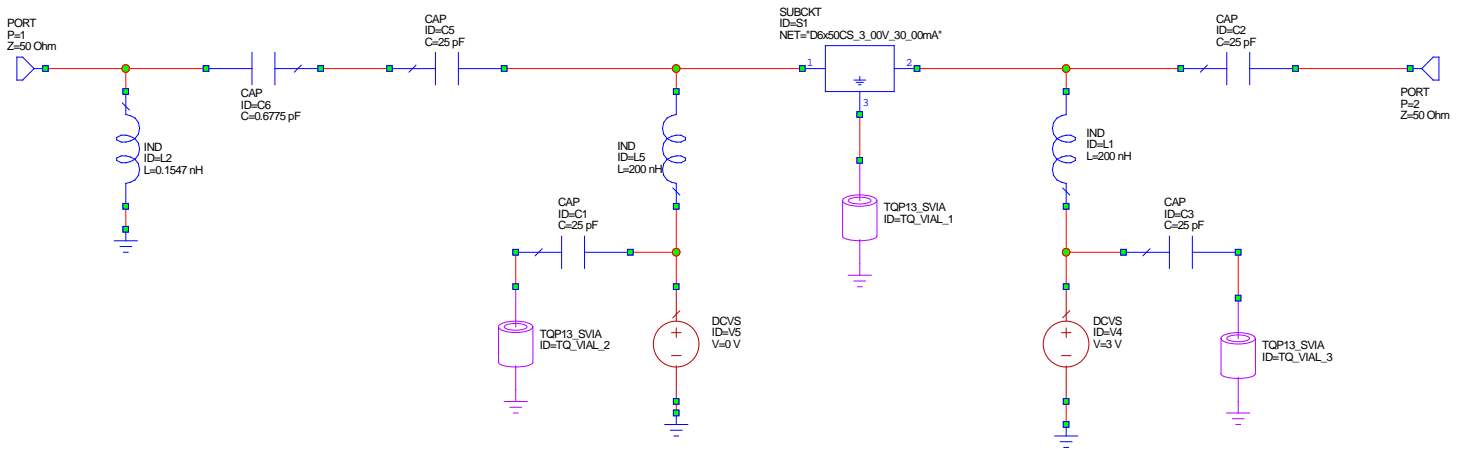 PORT
P=1
Z=50 Ohm
CAP
ID=C6
C=0.6775 pF
CAP
ID=C5
C=25 pF
SUBCKT
ID=S1
NET="D6x50CS_3_00V_30_00mA"
1
2
3
CAP
ID=C2
C=25 pF
PORT
P=2
Z=50 Ohm
IND
ID=L2
L=0.1547 nH
IND
ID=L5
L=200 nH
IND
ID=L1
L=200 nH
CAP
ID=C1
C=25 pF
TQP13_SVIA
ID=TQ_VIAL_1
CAP
ID=C3
C=25 pF
TQP13_SVIA
ID=TQ_VIAL_2
DCVS
ID=V5
V=0 V
DCVS
ID=V4
V=3 V
TQP13_SVIA
ID=TQ_VIAL_3